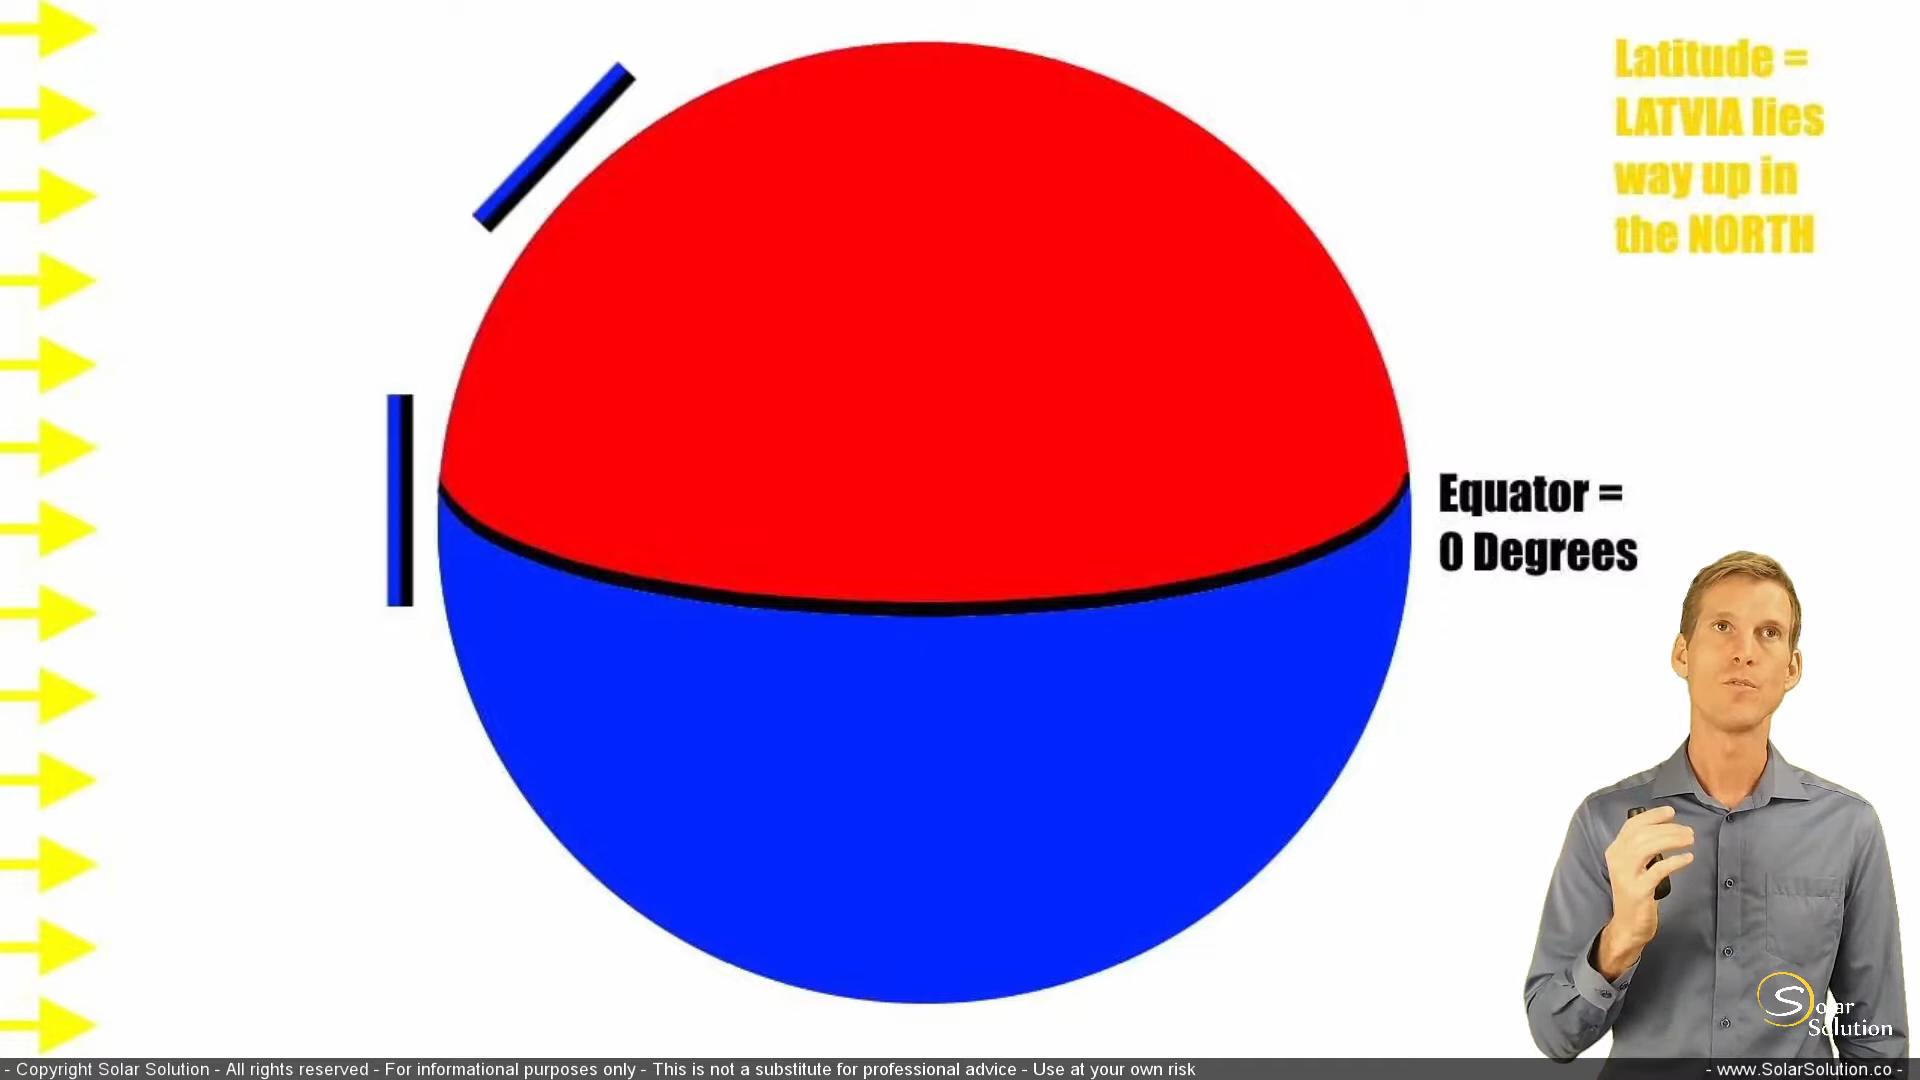 Latitude =
LATVIA lies
way up in
the NORTH
Equator =
0 Degrees
Solar
Solution
- Copyright Solar Solution - All rights reserved - For informational purposes only - This is not a substitute for professional advice - Use at your own risk
- www.SolarSolution.co -